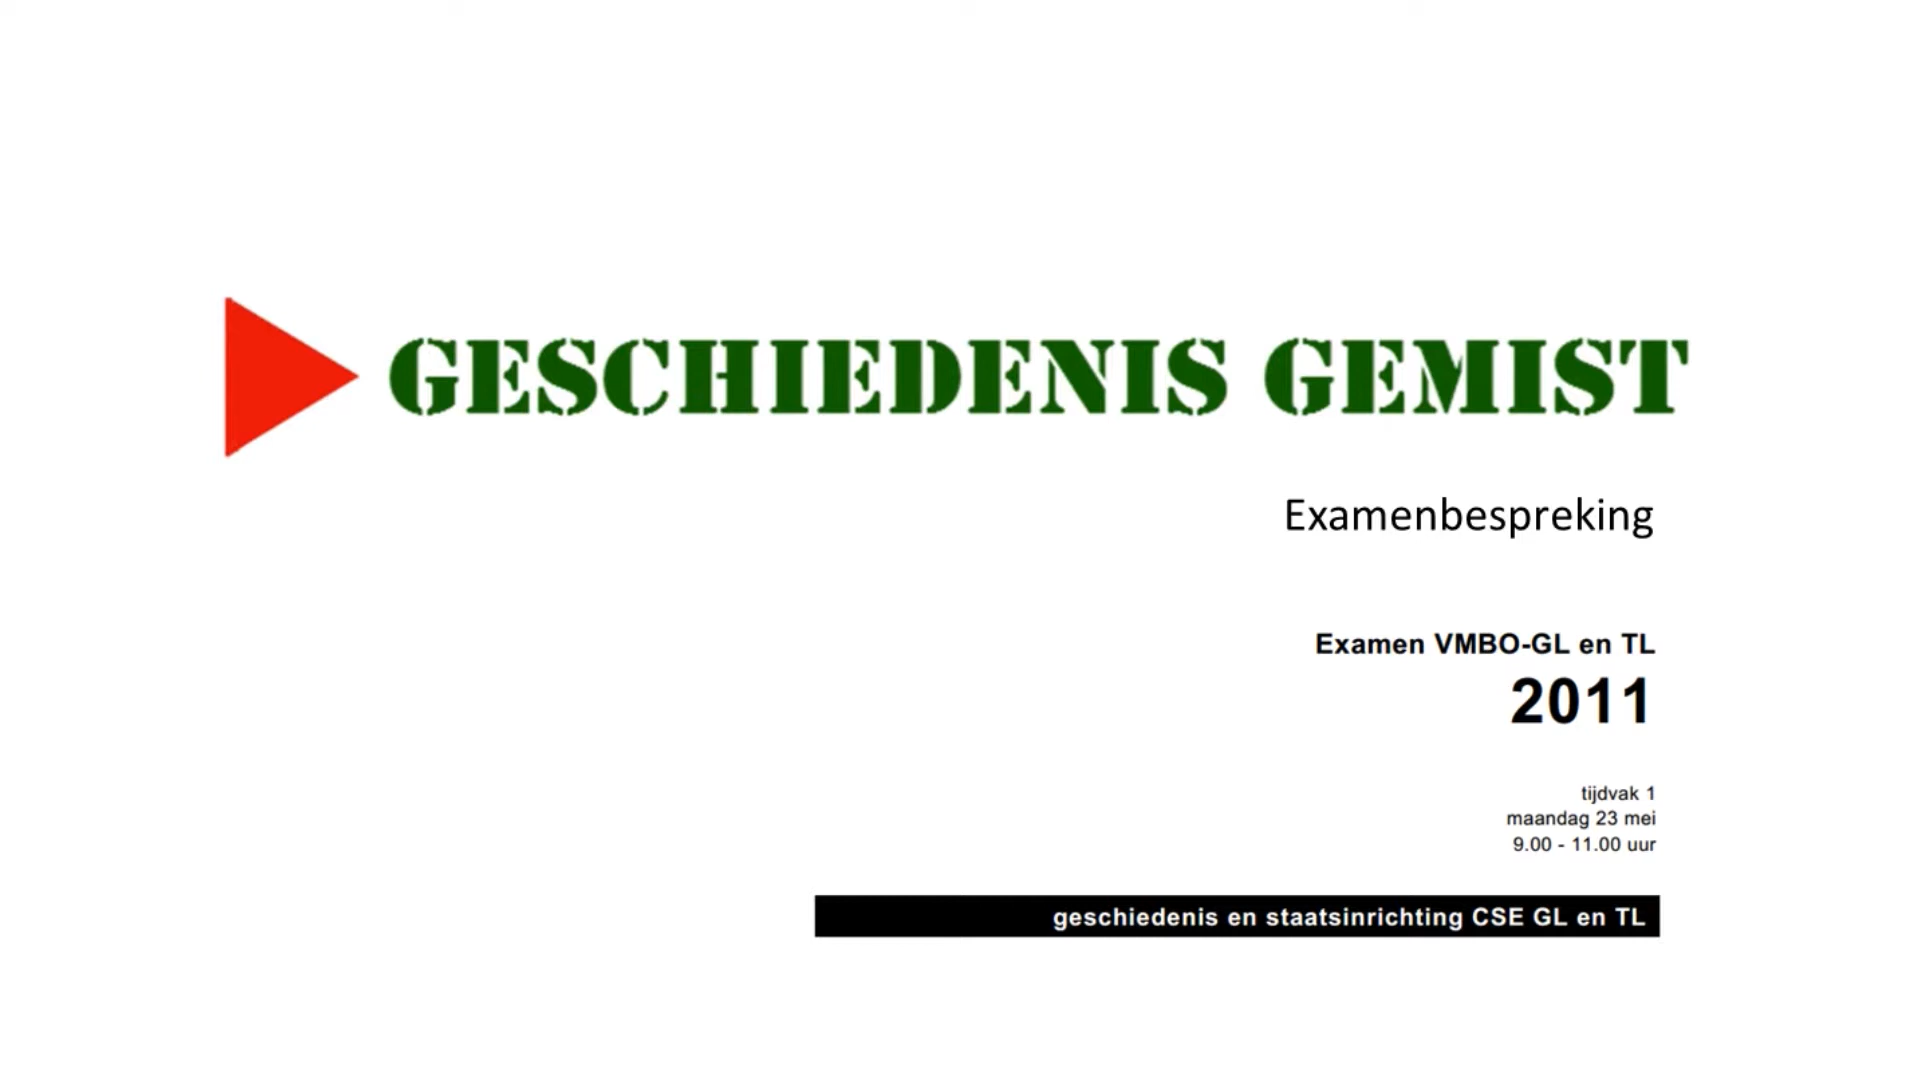 GESCHIEDENIS GEMIST
Examenbespreking
Examen VMBO-GL en TL
2011
tijdvak 1
maandag 23 mei
9.00 - 11.00 uur
geschiedenis en staatsinrichting CSE GL en TL